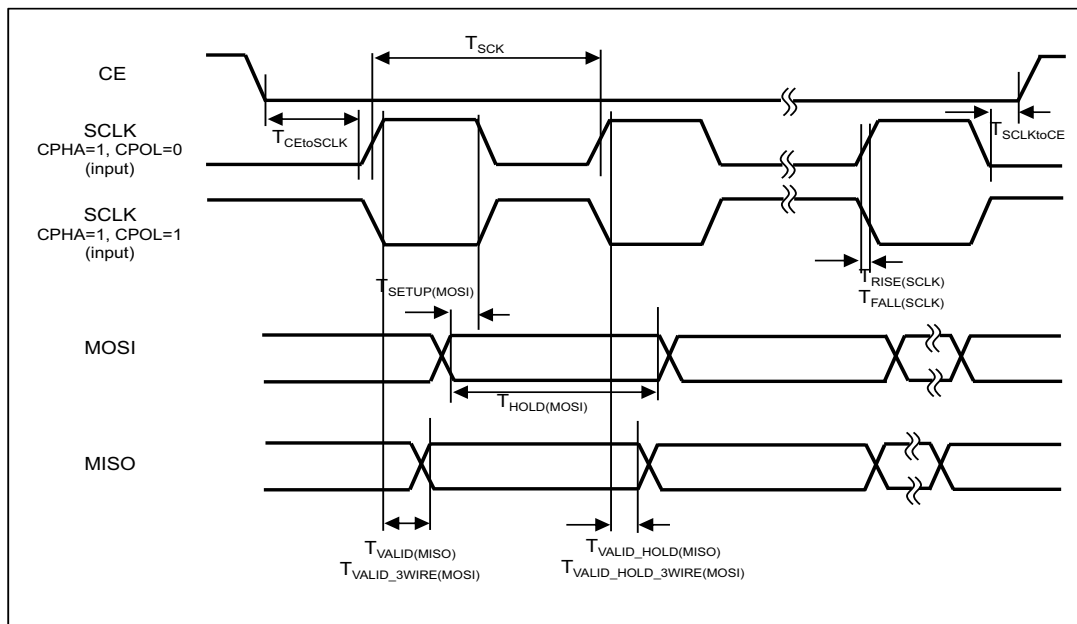 T_SCK
CE
T_CEtoSCLK
T_SCLKtoCE
SCLK
CPHA=1, CPOL=0
(input)
SCLK
CPHA=1, CPOL=1
(input)
T_SETUP(MOSI)
T_RISE(SCLK)
T_FALL(SCLK)
MOSI
T_HOLD(MOSI)
MISO
T_VALID(MISO)
T_VALID_3WIRE(MOSI)
T_VALID_HOLD(MISO)
T_VALID_HOLD_3WIRE(MOSI)